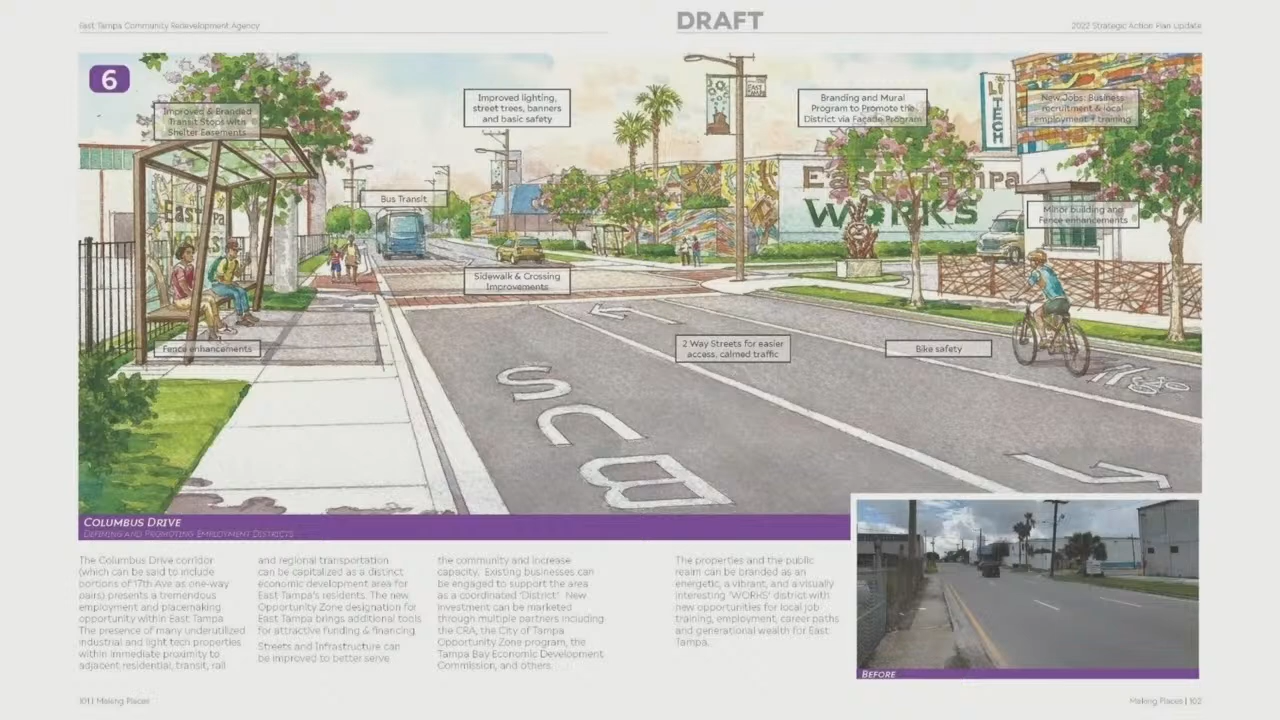 East Tampa Community Redevelopment Agency
DRAFT
2022 Strategic Action Plan Update
6
Improved & Branded
Transit Stops with
Shelter Easements
Improved lighting,
street trees, banners
and basic safety
Branding and Mural
Program to Promote the
District via Façade Program
New Jobs: Business
recruitment & local
employment + training
LiTECH
EAST TAMPA
Bus Transit
East Tampa
WORKS
East Tampa
WORKS
Minor building and
Fence enhancements
Sidewalk & Crossing
Improvements
Fence enhancements
2 Way Streets for easier
access, calmed traffic
Bike safety
BUS
COLUMBUS DRIVE
DEFINING AND PROMOTING EMPLOYMENT DISTRICTS
The Columbus Drive corridor
(which can be said to include
portions of 17th Ave as one-way
pairs) presents a tremendous
employment and placemaking
opportunity within East Tampa.
The presence of many underutilized
industrial and light tech properties
within immediate proximity to
adjacent residential, transit, rail
and regional transportation
can be capitalized as a distinct
economic development area for
East Tampa's residents. The new
Opportunity Zone designation for
East Tampa brings additional tools
for attractive funding & financing.
Streets and Infrastructure can
be improved to better serve
the community and increase
capacity. Existing businesses can
be engaged to support the area
as a coordinated 'District'. New
investment can be marketed
through multiple partners including
the CRA, the City of Tampa
Opportunity Zone program, the
Tampa Bay Economic Development
Commission, and others.
The properties and the public
realm can be branded as an
energetic, a vibrant, and a visually
interesting 'WORKS' district with
new opportunities for local job
training, employment, career paths
and generational wealth for East
Tampa.
BEFORE
101 | Making Places
Making Places | 102